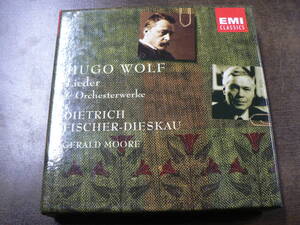 EMI
CLASSICS
HUGO WOLF
Lieder
& Orchesterwerke
DIETRICH
FISCHER-DIESKAU
GERALD MOORE